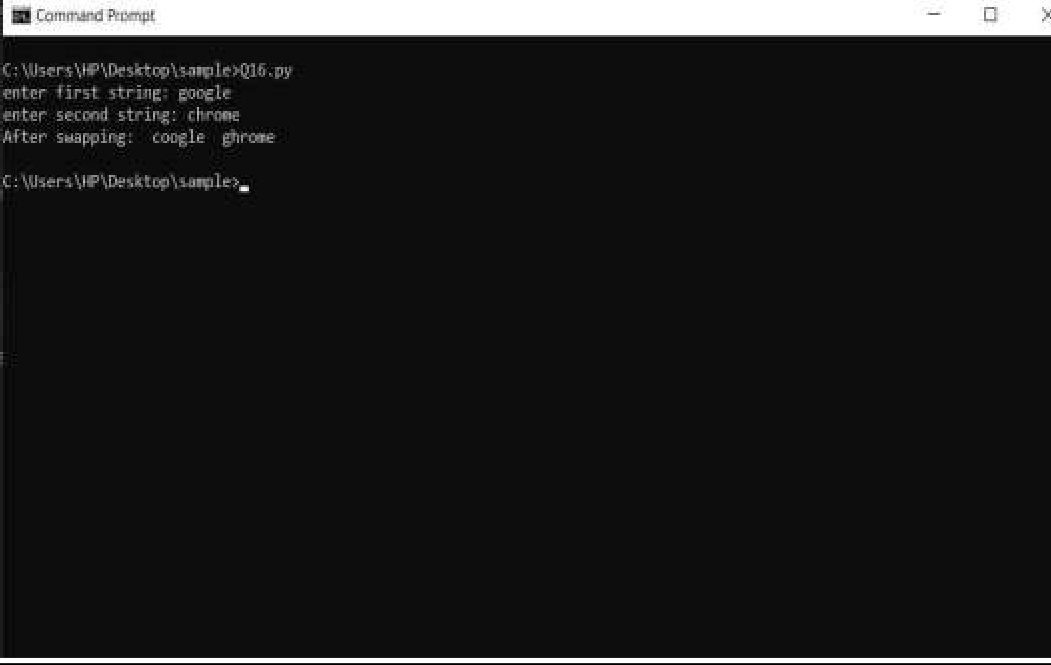 Command Prompt
C:\Users\HP\Desktop\sample>Q16.py
enter first string: google
enter second string: chrome
After swapping:  coogle  ghrome
C:\Users\HP\Desktop\sample>